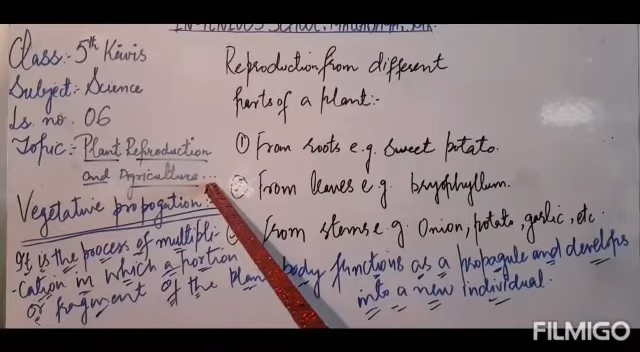 Class:- 5th Kiwis
Subject:- Science
Ls. no. 06
Topic:- Plant Reproduction
and Agriculture...
Vegetative propogation:
It is the process of multipli-
-cation in which a portion
or fragment of the plant body functions as a propagule and develops
into a new individual.
Reproduction from different
parts of a plant:-
① From roots e.g. sweet potato.
From leaves e.g. bryophyllum.
From stems e.g. onion, potato, garlic, etc.
FILMIGO